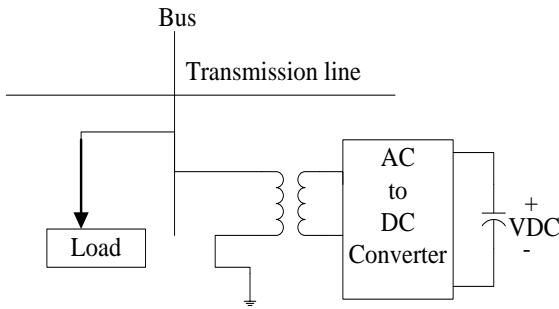 Bus
Transmission line
AC
to
DC
Converter
Load
+
VDC
-